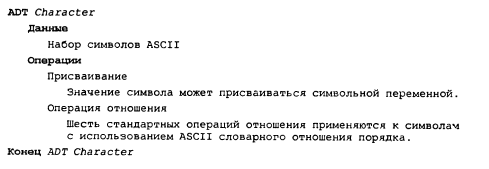 ADT Character
Данные
Набор символов ASCII
Операции
Присваивание
Значение символа может присваиваться символьной переменной.
Операция отношения
Шесть стандартных операций отношения применяются к символам
с использованием ASCII словарного отношения порядка.
Конец ADT Character